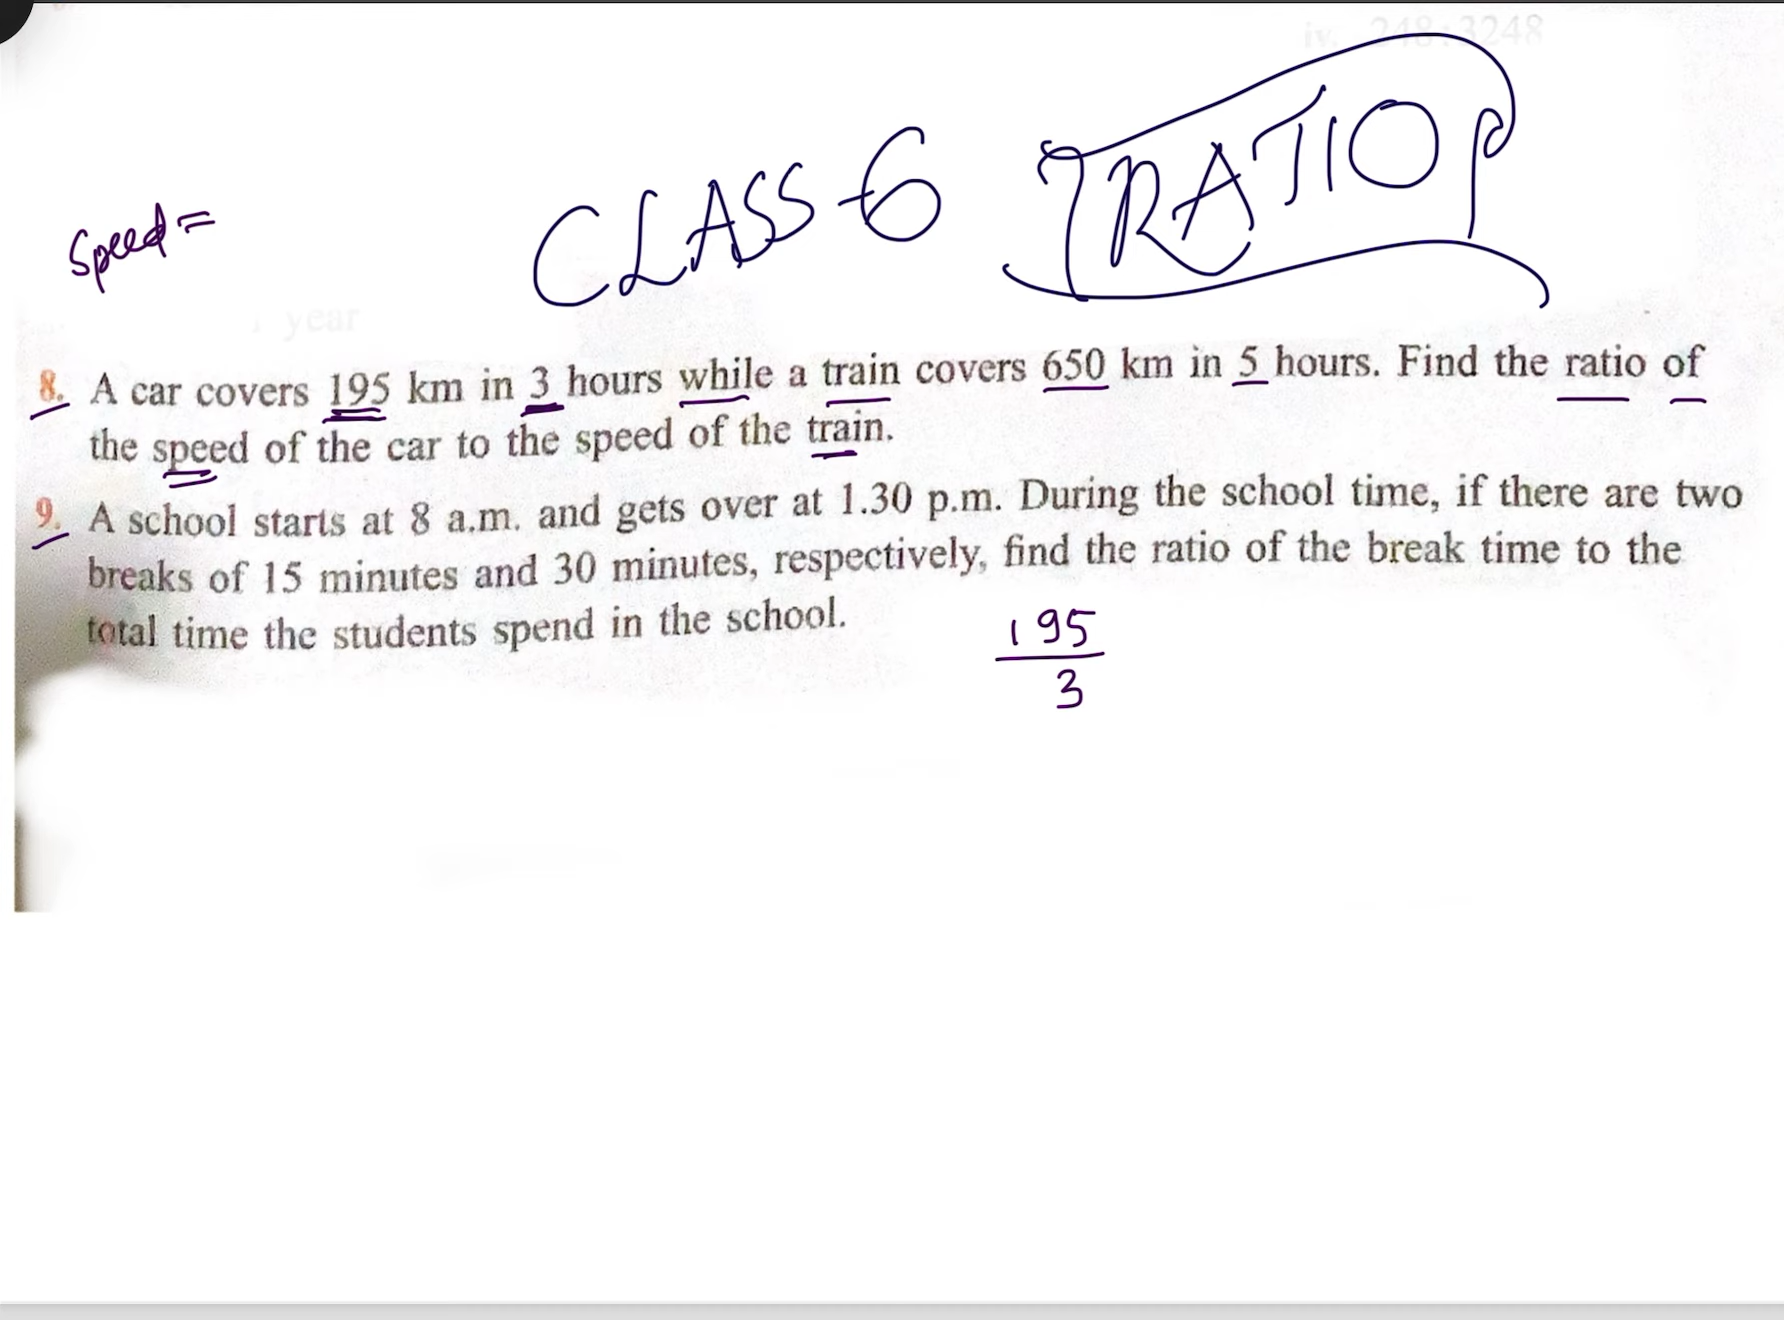 iv. 248:3248
CLASS-6 RATIO
Speed =
year
8. A car covers 195 km in 3 hours while a train covers 650 km in 5 hours. Find the ratio of
the speed of the car to the speed of the train.
9. A school starts at 8 a.m. and gets over at 1.30 p.m. During the school time, if there are two
breaks of 15 minutes and 30 minutes, respectively, find the ratio of the break time to the
total time the students spend in the school.
195
3